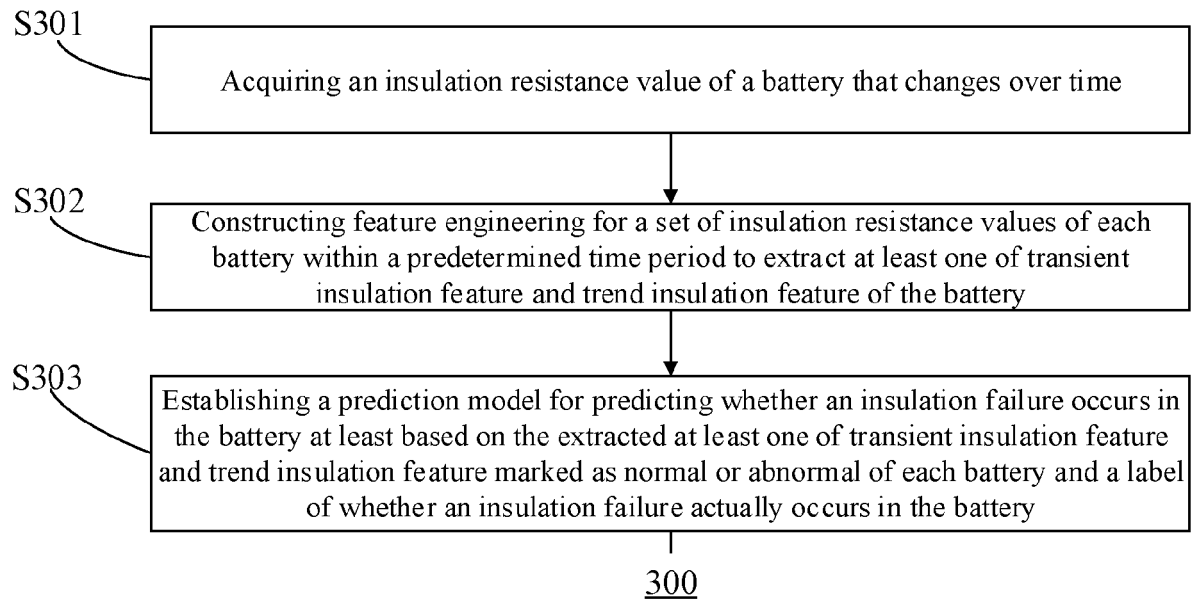 S301
Acquiring an insulation resistance value of a battery that changes over time
S302
Constructing feature engineering for a set of insulation resistance values of each
battery within a predetermined time period to extract at least one of transient
insulation feature and trend insulation feature of the battery
S303
Establishing a prediction model for predicting whether an insulation failure occurs in
the battery at least based on the extracted at least one of transient insulation feature
and trend insulation feature marked as normal or abnormal of each battery and a label
of whether an insulation failure actually occurs in the battery
300